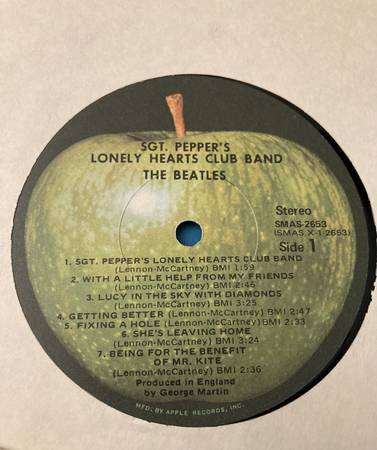 SGT. PEPPER'S
LONELY HEARTS CLUB BAND
THE BEATLES
Stereo
SMAS-2653
(SMAS X-1-2653)
Side 1
1. SGT. PEPPER'S LONELY HEARTS CLUB BAND
(Lennon-McCartney) BMI 1:59
2. WITH A LITTLE HELP FROM MY FRIENDS
(Lennon-McCartney) BMI 2:46
3. LUCY IN THE SKY WITH DIAMONDS
(Lennon-McCartney) BMI 3:25
4. GETTING BETTER (Lennon-McCartney) BMI 2:47
5. FIXING A HOLE (Lennon-McCartney) BMI 2:33
6. SHE'S LEAVING HOME
(Lennon-McCartney) BMI 3:24
7. BEING FOR THE BENEFIT
OF MR. KITE
(Lennon-McCartney) BMI 2:36
Produced in England
by George Martin
MFD. BY APPLE RECORDS, INC.